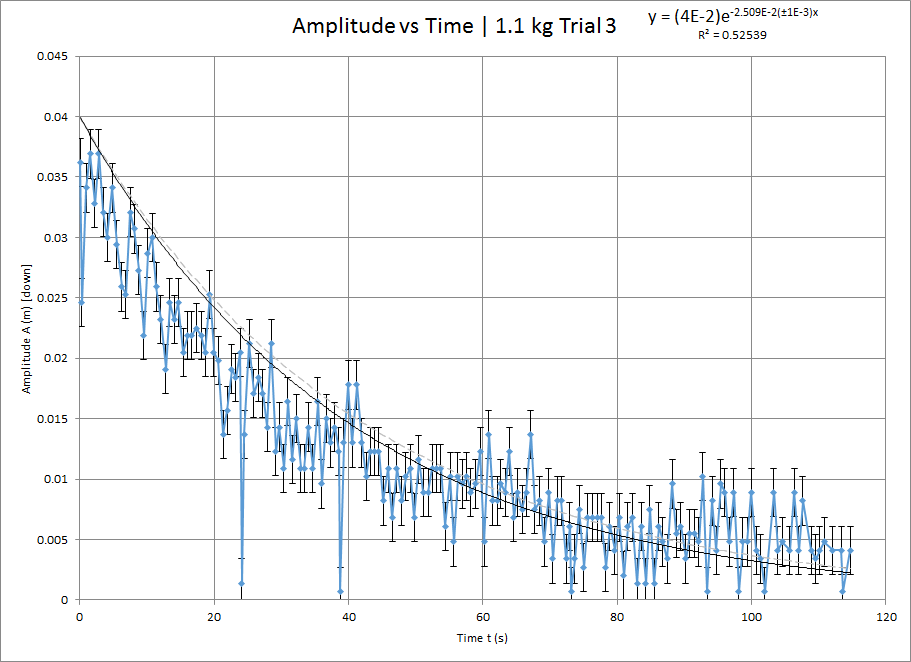 Amplitude vs Time | 1.1 kg Trial 3
y = (4E-2)e^-2.509E-2(±1E-3)x
R² = 0.52539
0.045
0.04
0.035
0.03
0.025
0.02
0.015
0.01
0.005
0
Amplitude A (m) [down]
0 20 40 60 80 100 120
Time t (s)